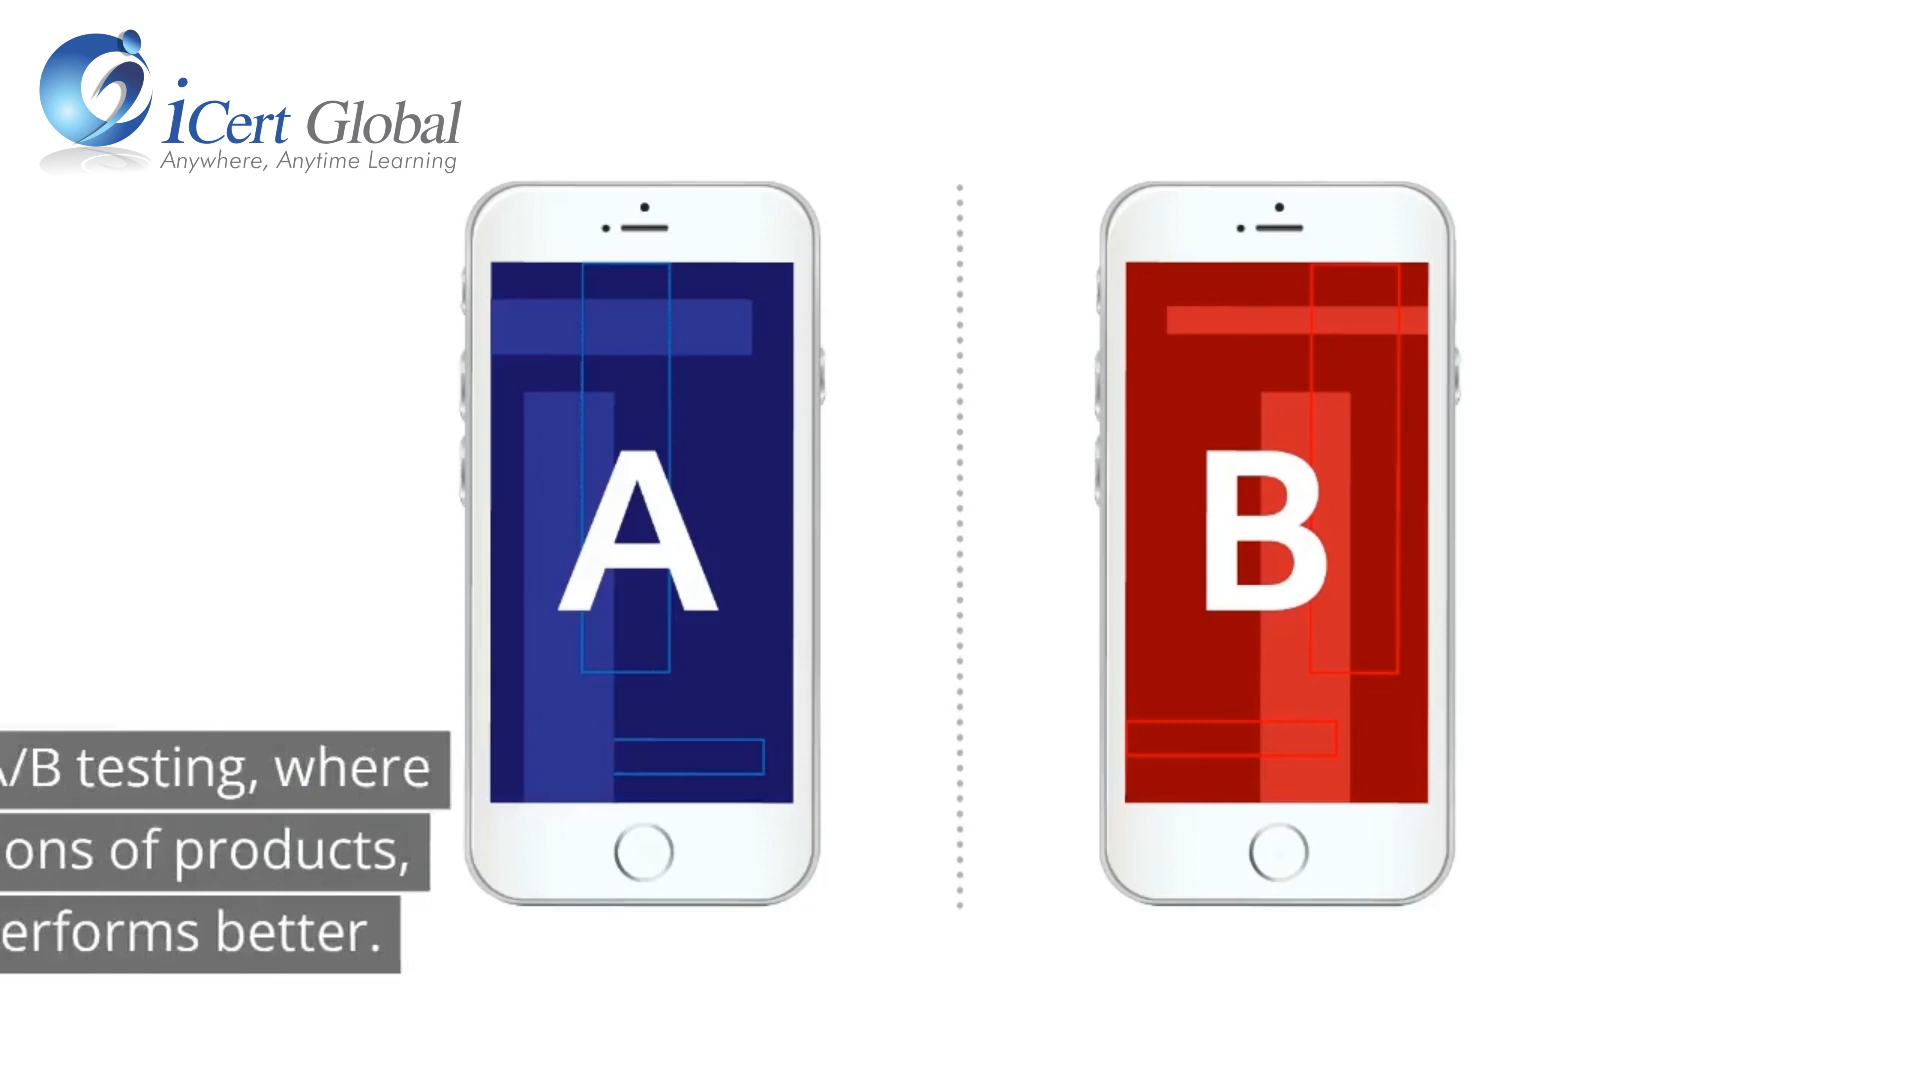 iCert Global
Anywhere, Anytime Learning
A
B
A/B testing, where
ons of products,
erforms better.